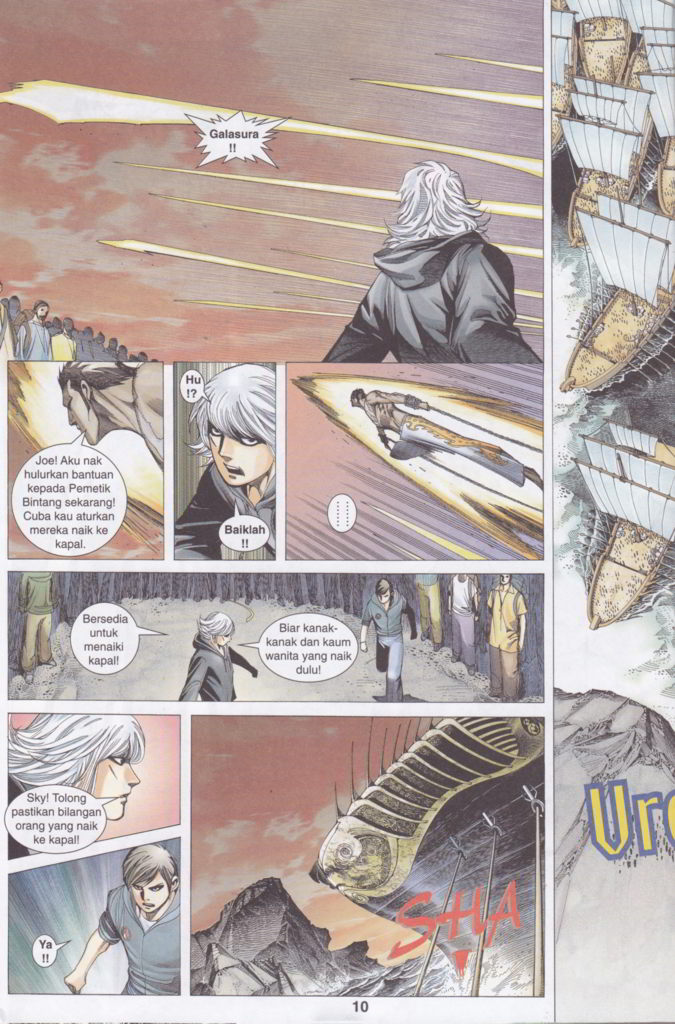 Galasura
!!
Joe! Aku nak
hulurkan bantuan
kepada Pemetik
Bintang sekarang!
Cuba kau aturkan
mereka naik ke
kapal.
Hu
!?
Baiklah
!!
Bersedia
untuk
menaiki
kapal!
Biar kanak-
kanak dan kaum
wanita yang naik
dulu!
Sky! Tolong
pastikan bilangan
orang yang naik
ke kapal!
Ya
!!
SHA
10